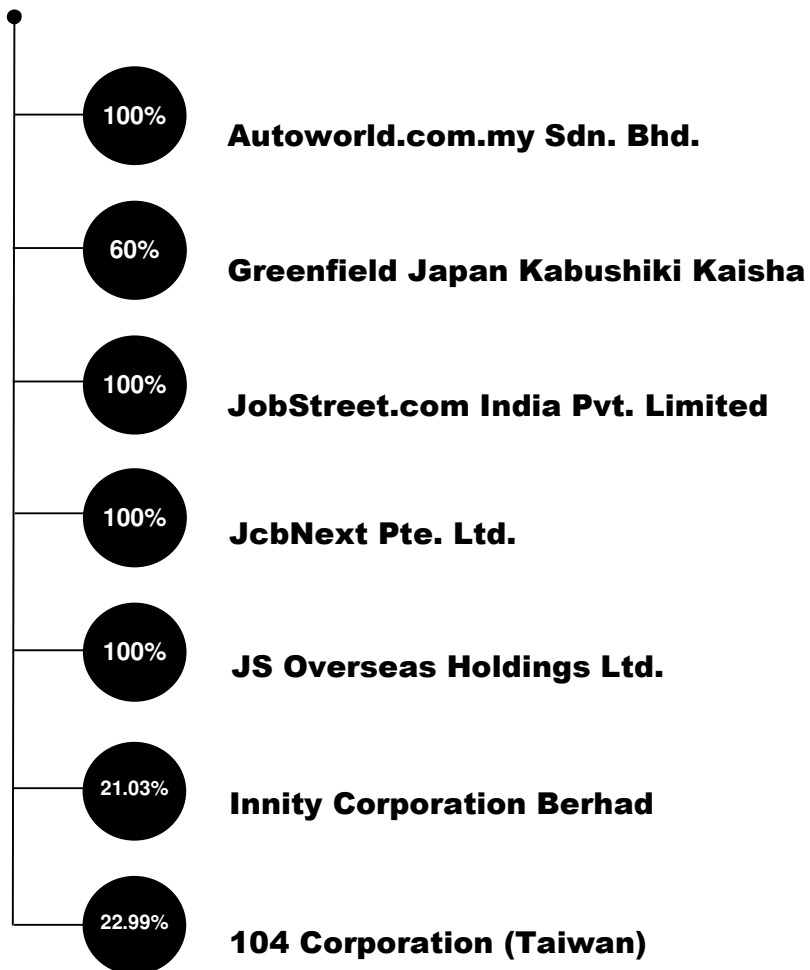 100%
Autoworld.com.my Sdn. Bhd.
60%
Greenfield Japan Kabushiki Kaisha
100%
JobStreet.com India Pvt. Limited
100%
JcbNext Pte. Ltd.
100%
JS Overseas Holdings Ltd.
21.03%
Innity Corporation Berhad
22.99%
104 Corporation (Taiwan)